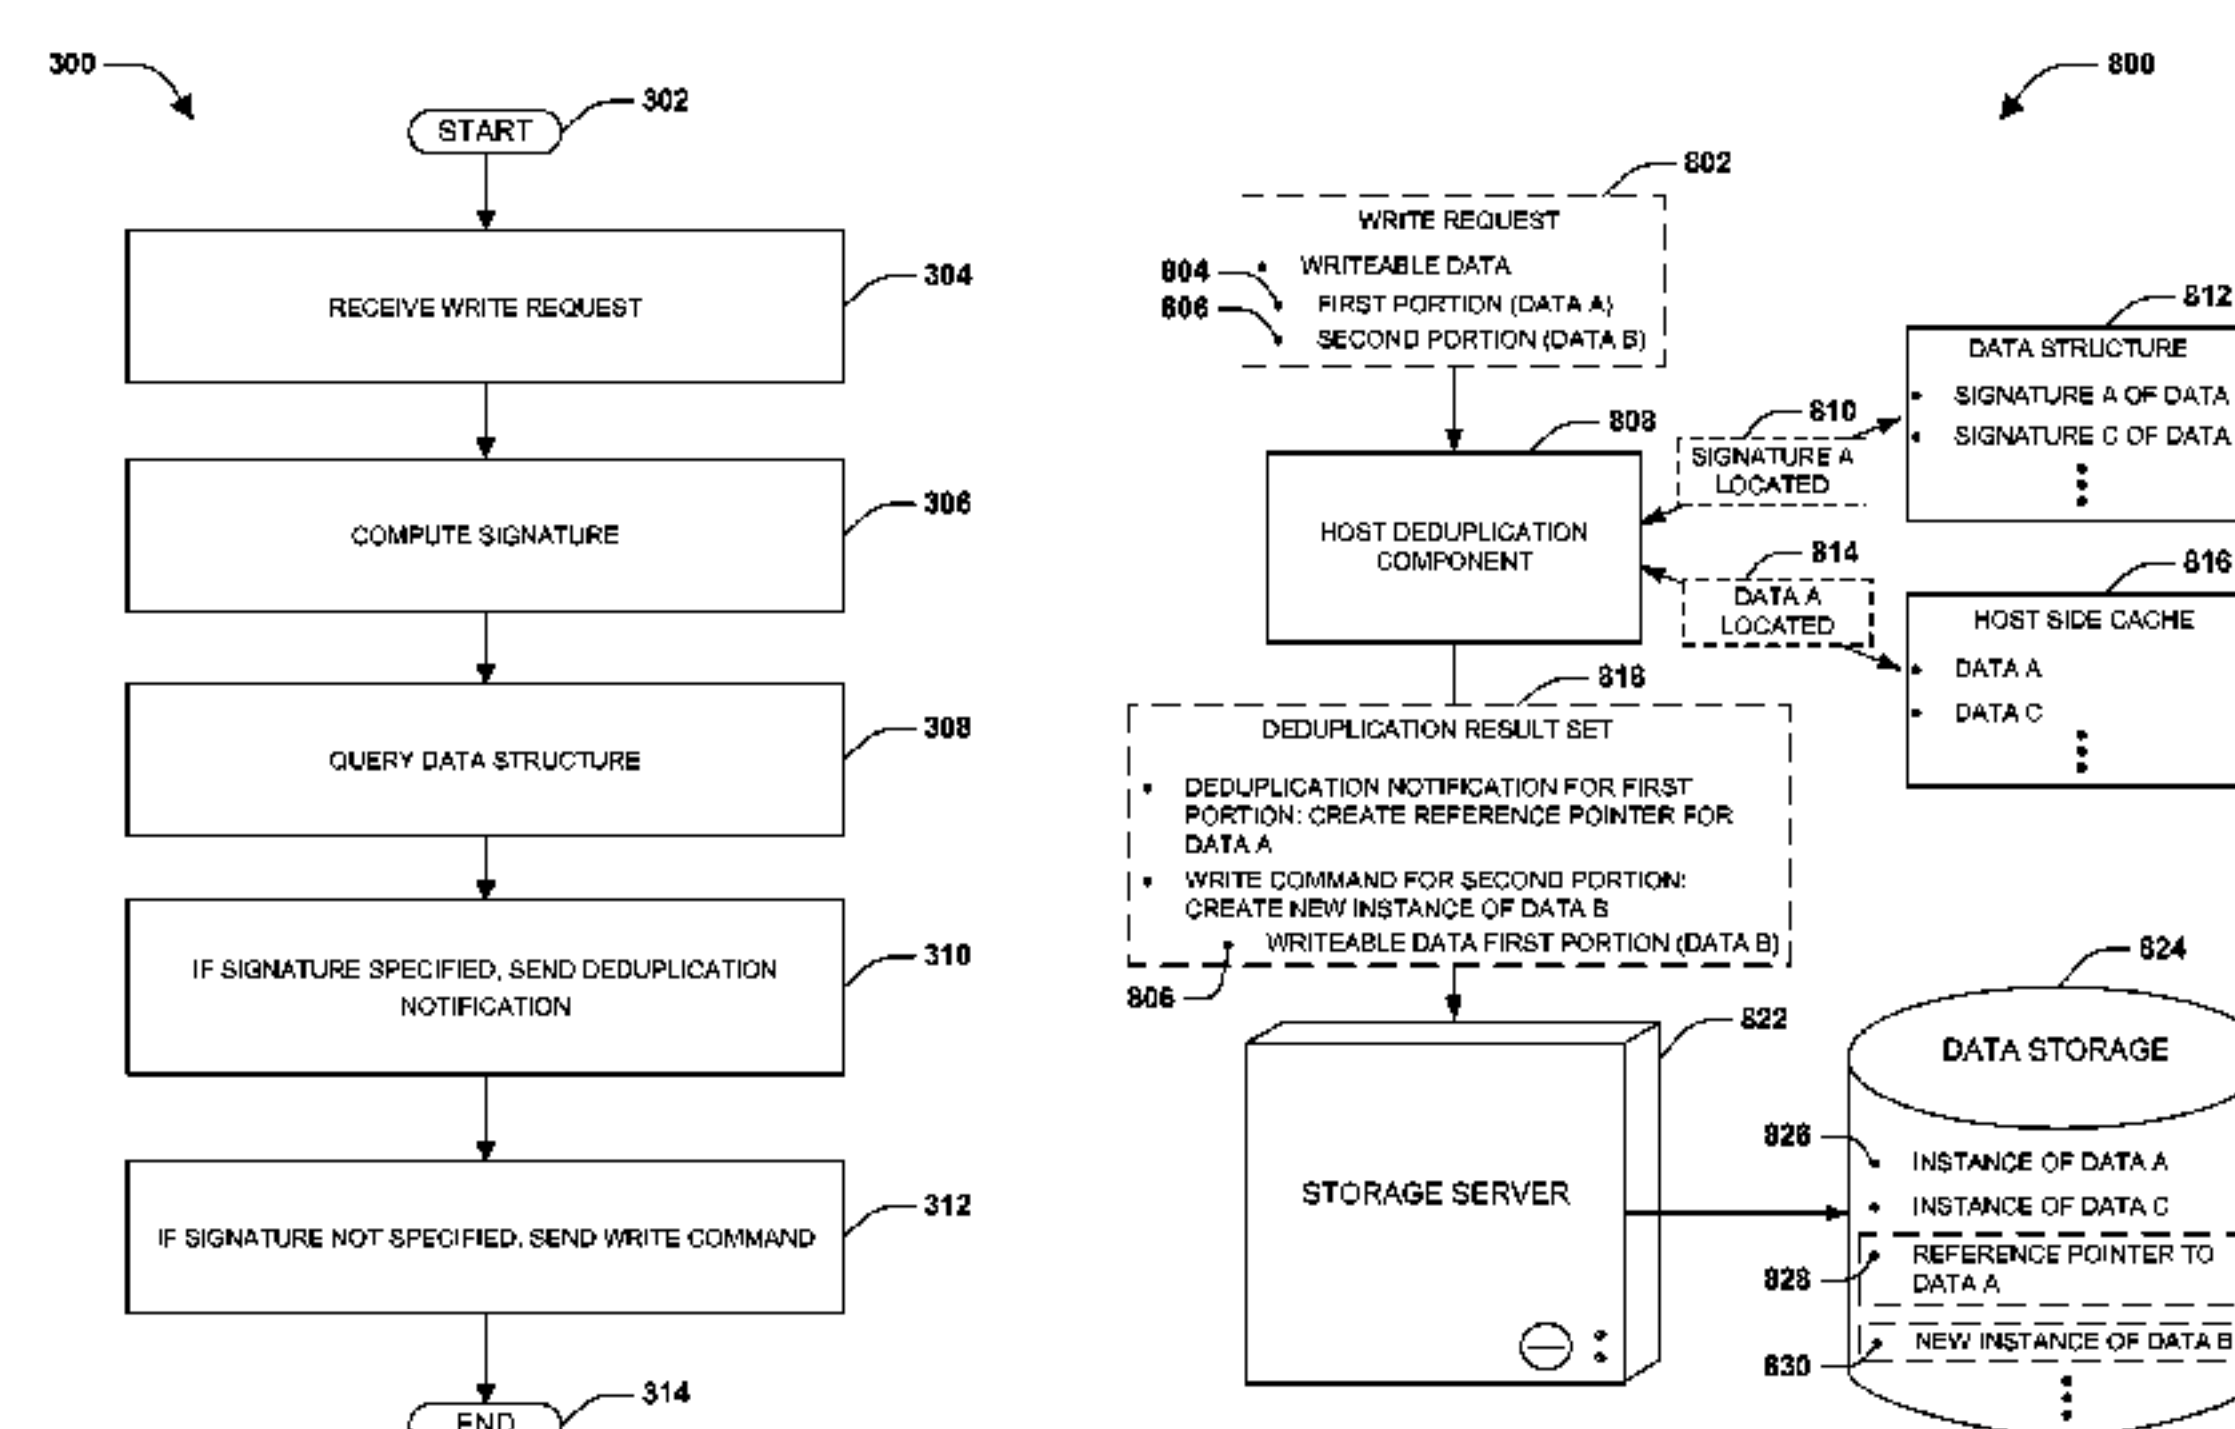 300
302
START
304
RECEIVE WRITE REQUEST
306
COMPUTE SIGNATURE
308
QUERY DATA STRUCTURE
310
IF SIGNATURE SPECIFIED, SEND DEDUPLICATION
NOTIFICATION
312
IF SIGNATURE NOT SPECIFIED, SEND WRITE COMMAND
314
END
800
802
WRITE REQUEST
804
• WRITEABLE DATA
806
• FIRST PORTION (DATA A)
• SECOND PORTION (DATA B)
812
DATA STRUCTURE
• SIGNATURE A OF DATA
• SIGNATURE C OF DATA
810
SIGNATURE A
LOCATED
808
HOST DEDUPLICATION
COMPONENT
814
DATA A
LOCATED
816
HOST SIDE CACHE
• DATA A
• DATA C
818
DEDUPLICATION RESULT SET
• DEDUPLICATION NOTIFICATION FOR FIRST
PORTION: CREATE REFERENCE POINTER FOR
DATA A
• WRITE COMMAND FOR SECOND PORTION:
CREATE NEW INSTANCE OF DATA B
• WRITEABLE DATA FIRST PORTION (DATA B)
806
822
STORAGE SERVER
824
DATA STORAGE
826
• INSTANCE OF DATA A
• INSTANCE OF DATA C
828
• REFERENCE POINTER TO
DATA A
830
• NEW INSTANCE OF DATA B